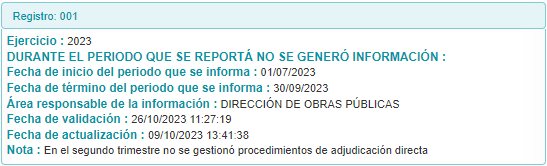 Registro: 001
Ejercicio : 2023
DURANTE EL PERIODO QUE SE REPORTÁ NO SE GENERÓ INFORMACIÓN :
Fecha de inicio del periodo que se informa : 01/07/2023
Fecha de término del periodo que se informa : 30/09/2023
Área responsable de la información : DIRECCIÓN DE OBRAS PÚBLICAS
Fecha de validación : 26/10/2023 11:27:19
Fecha de actualización : 09/10/2023 13:41:38
Nota : En el segundo trimestre no se gestionó procedimientos de adjudicación directa